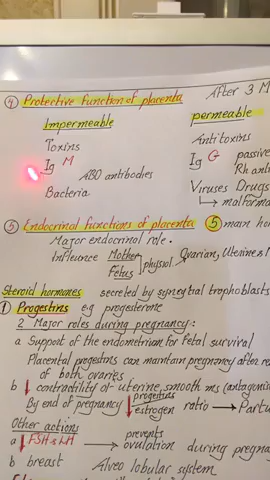 ④ Protective function of placenta After 3 M
Impermeable permeable
Toxins Antitoxins
Ig M Ig G passive
ABO antibodies Rh ant
Bacteria Viruses Drugs
↳ malforma
⑤ Endocrinal functions of placenta ⑤ main ho
Major endocrinal role.
Influence Mother Fetus physiol. Ovarian, Uterine &
Steroid hormones secreted by syncytial trophoblasts
① Progestins e.g progesterone
2 Major roles during pregnancy:
a Support of the endometrium for fetal survival
Placental progestins can maintain pregnancy after re
of both ovaries
b ↓ contractility of uterine smooth ms (antagoni
By end of pregnancy ↓ progestins estrogen ratio → Partu
Other actions
a ↓ FSH & LH → prevents ovulation during pregna
b breast Alveo lobular system